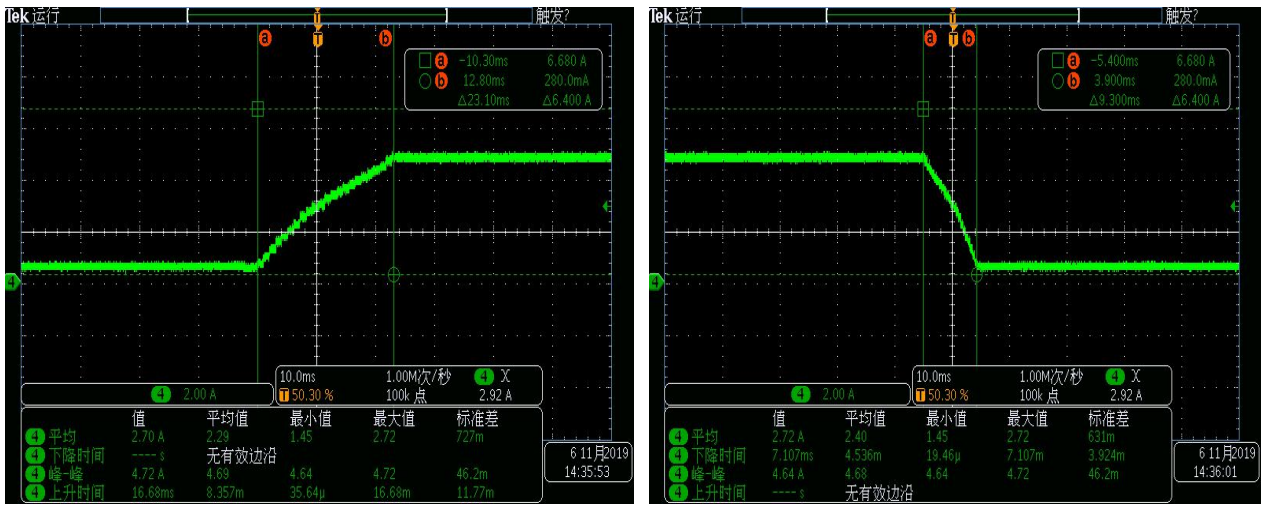 Tek 运行 触发?
a b
T
a -10.30ms 6.680 A
b 12.80ms 280.0mA
△23.10ms △6.400 A
4
4 2.00 A
10.0ms 1.00M次/秒 4 X
T 50.30 % 100k 点 2.92 A
值 平均值 最小值 最大值 标准差
4 平均 2.70 A 2.29 1.45 2.72 727m
4 下降时间 ---- s 无有效边沿
4 峰-峰 4.72 A 4.69 4.64 4.72 46.2m
4 上升时间 16.68ms 8.357m 35.64µ 16.68m 11.77m
6 11月2019
14:35:53
Tek 运行 触发?
a b
T
a -5.400ms 6.680 A
b 3.900ms 280.0mA
△9.300ms △6.400 A
4
4 2.00 A
10.0ms 1.00M次/秒 4 X
T 50.30 % 100k 点 2.92 A
值 平均值 最小值 最大值 标准差
4 平均 2.72 A 2.40 1.45 2.72 631m
4 下降时间 7.107ms 4.536m 19.46µ 7.107m 3.924m
4 峰-峰 4.64 A 4.68 4.64 4.72 46.2m
4 上升时间 ---- s 无有效边沿
6 11月2019
14:36:01